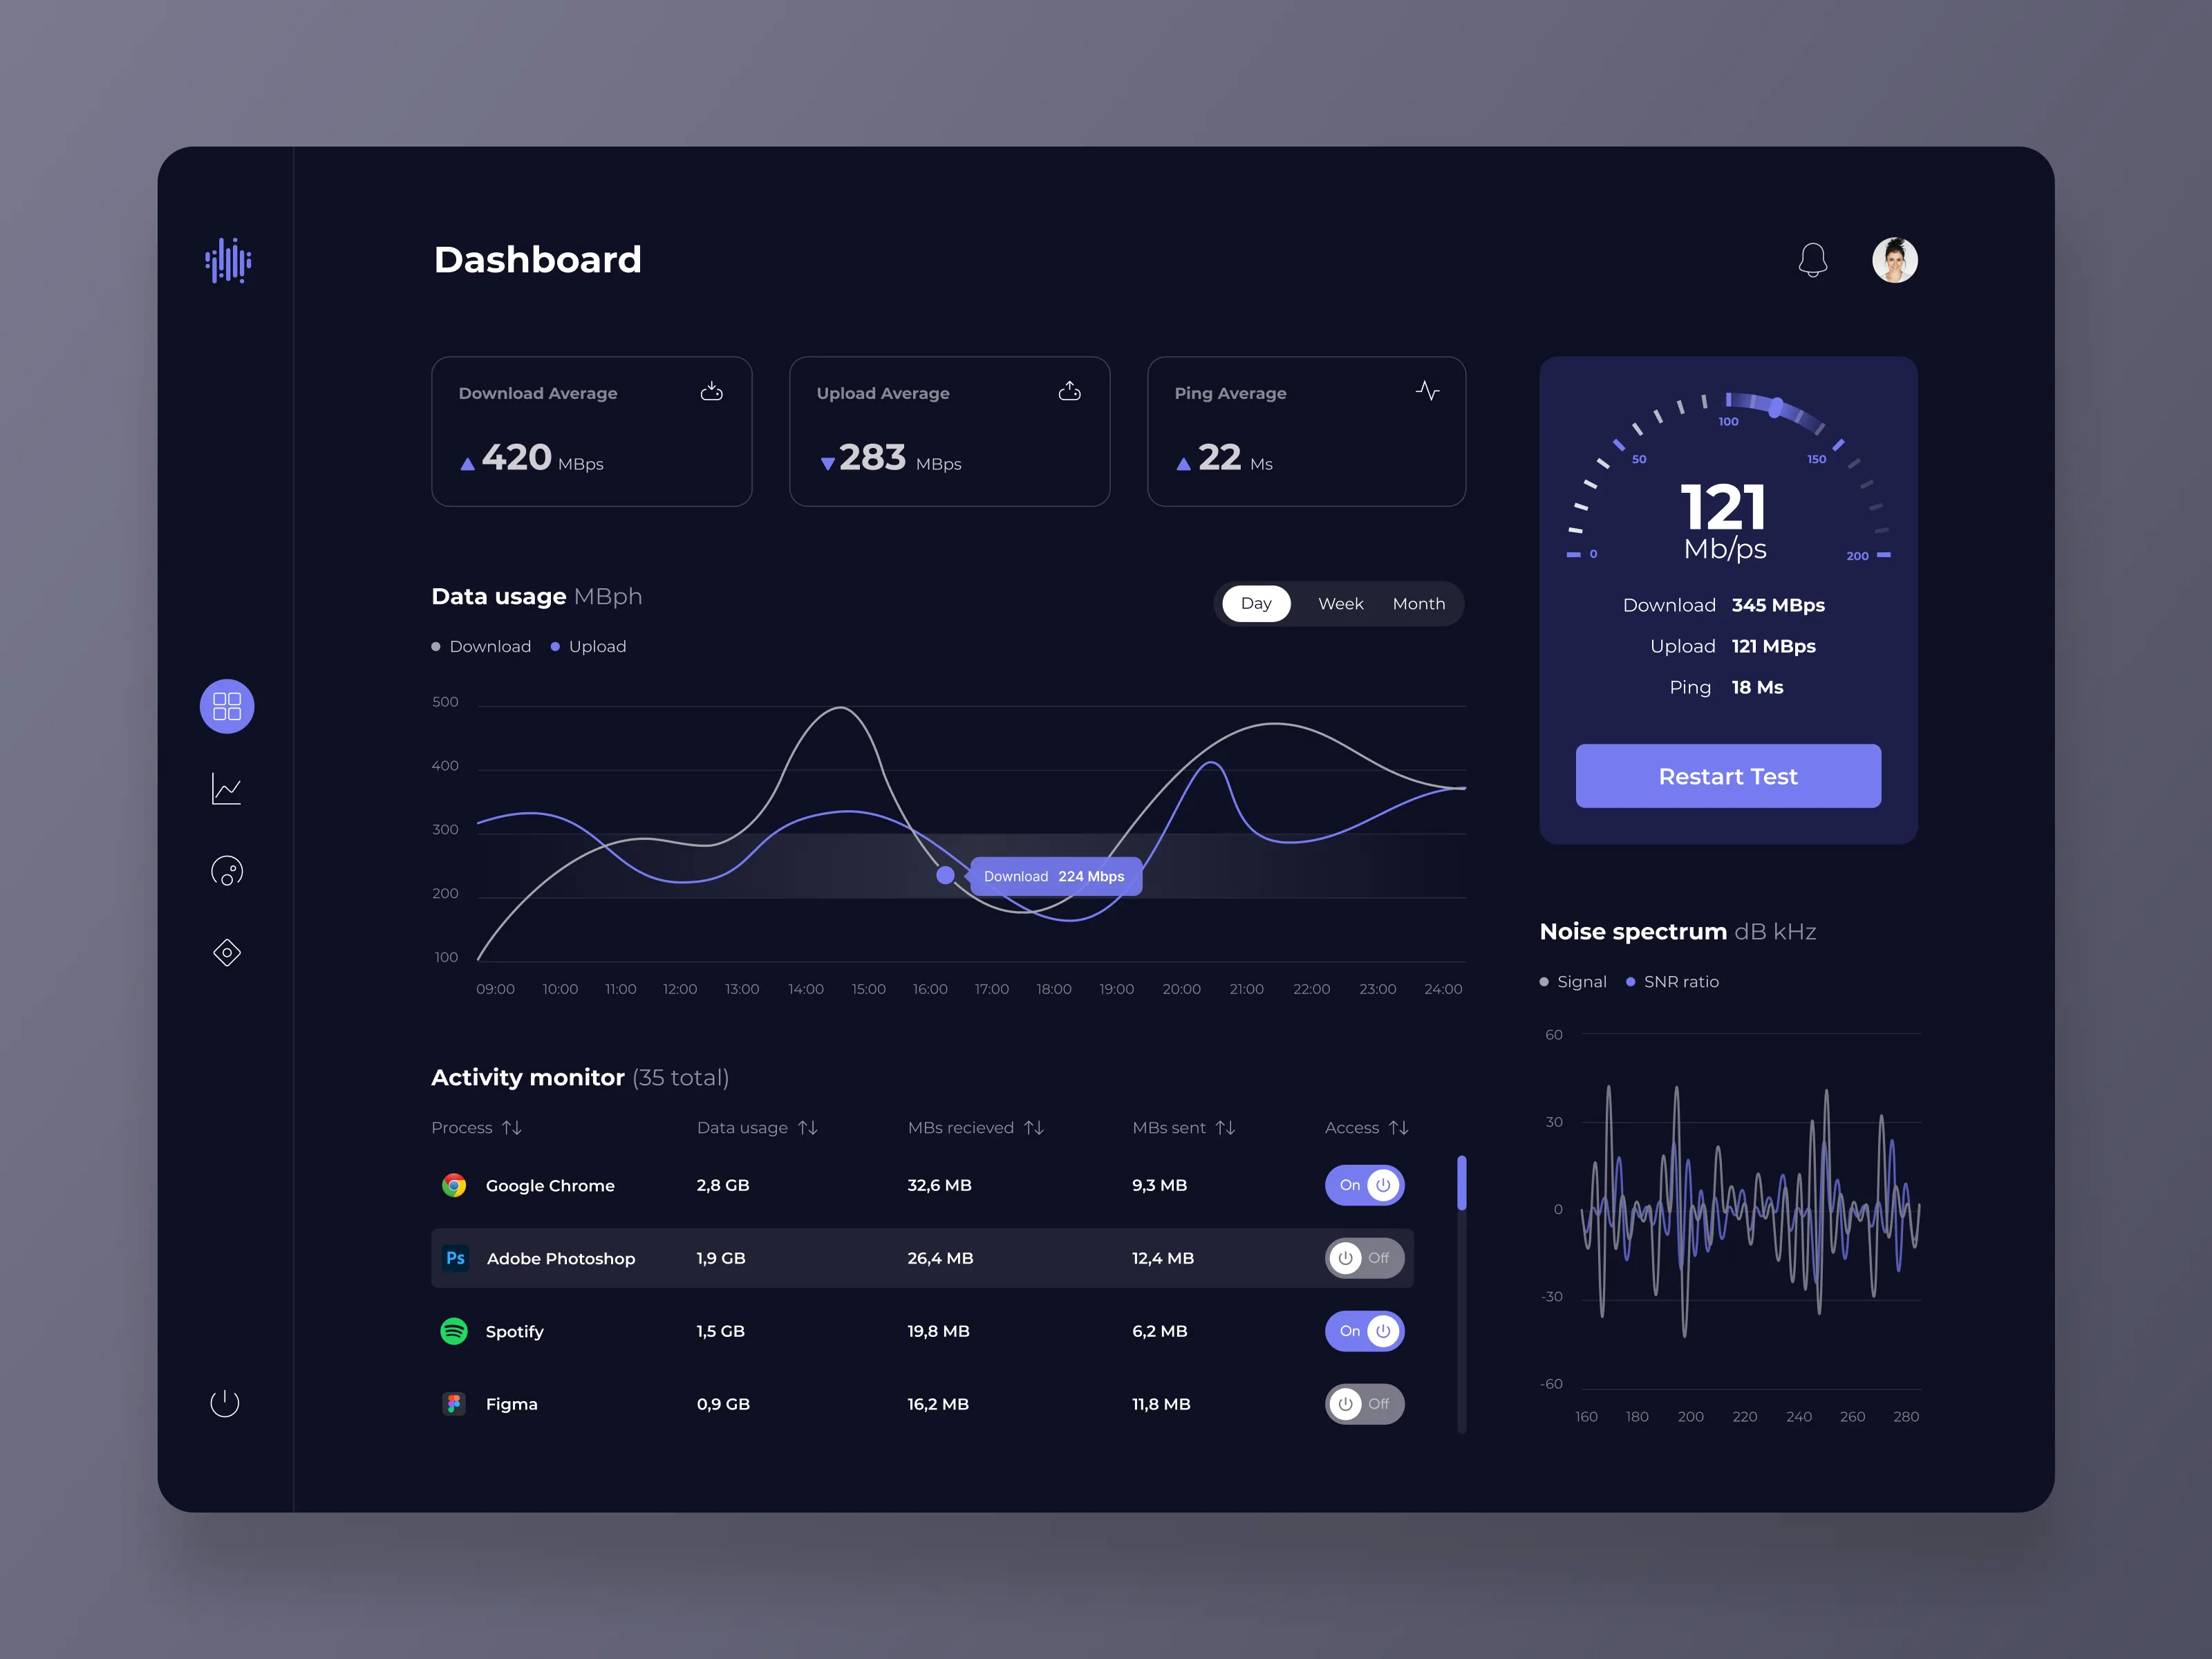 Dashboard
Download Average
420 MBps
Upload Average
283 MBps
Ping Average
22 Ms
Data usage MBph
Day Week Month
Download Upload
500
400
300
200
100
Download 224 Mbps
09:00 10:00 11:00 12:00 13:00 14:00 15:00 16:00 17:00 18:00 19:00 20:00 21:00 22:00 23:00 24:00
Activity monitor (35 total)
Process Data usage MBs recieved MBs sent Access
Google Chrome 2,8 GB 32,6 MB 9,3 MB On
Ps Adobe Photoshop 1,9 GB 26,4 MB 12,4 MB Off
Spotify 1,5 GB 19,8 MB 6,2 MB On
Figma 0,9 GB 16,2 MB 11,8 MB Off
100
50 150
0 200
121
Mb/ps
Download 345 MBps
Upload 121 MBps
Ping 18 Ms
Restart Test
Noise spectrum dB kHz
Signal SNR ratio
60
30
0
-30
-60
160 180 200 220 240 260 280